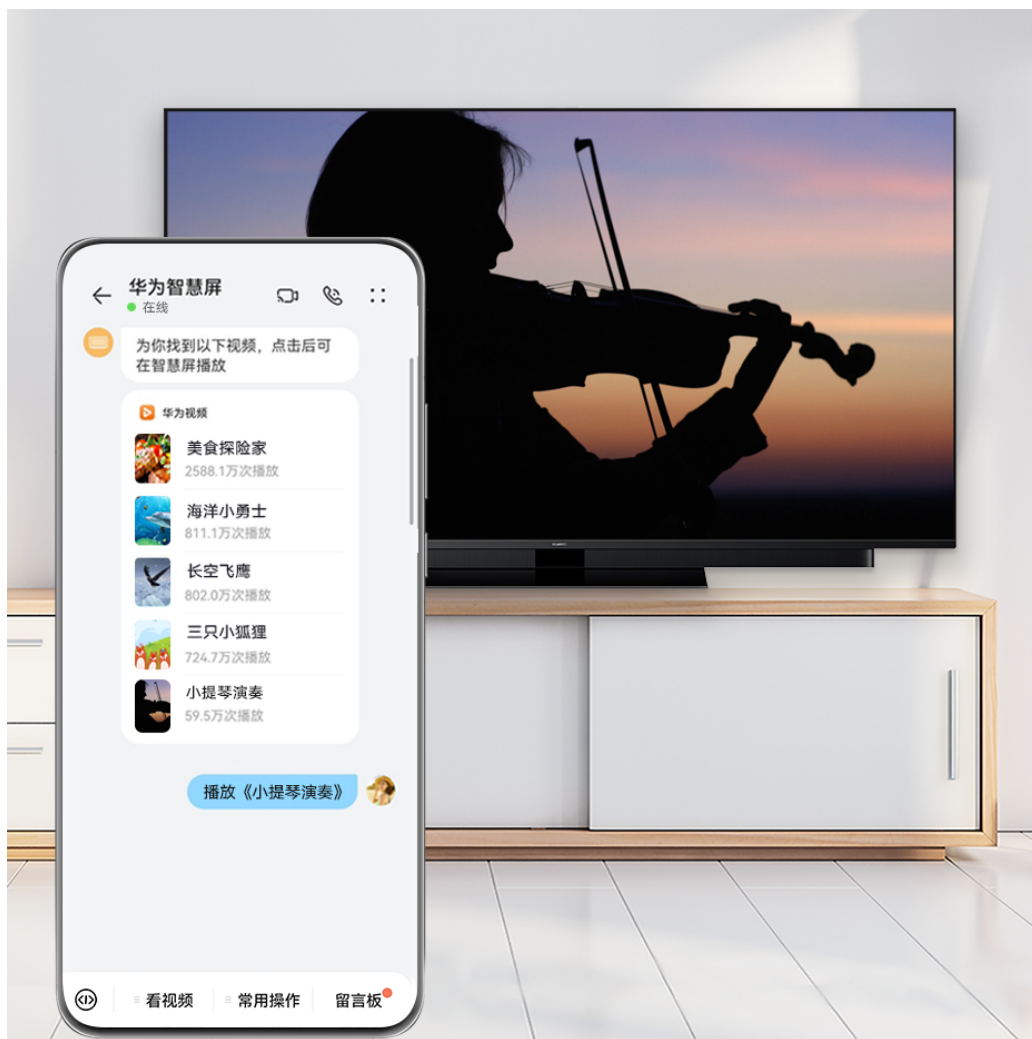 华为智慧屏
在线
为你找到以下视频，点击后可
在智慧屏播放
华为视频
美食探险家
2588.1万次播放
海洋小勇士
811.1万次播放
长空飞鹰
802.0万次播放
三只小狐狸
724.7万次播放
小提琴演奏
59.5万次播放
播放《小提琴演奏》
看视频
常用操作
留言板